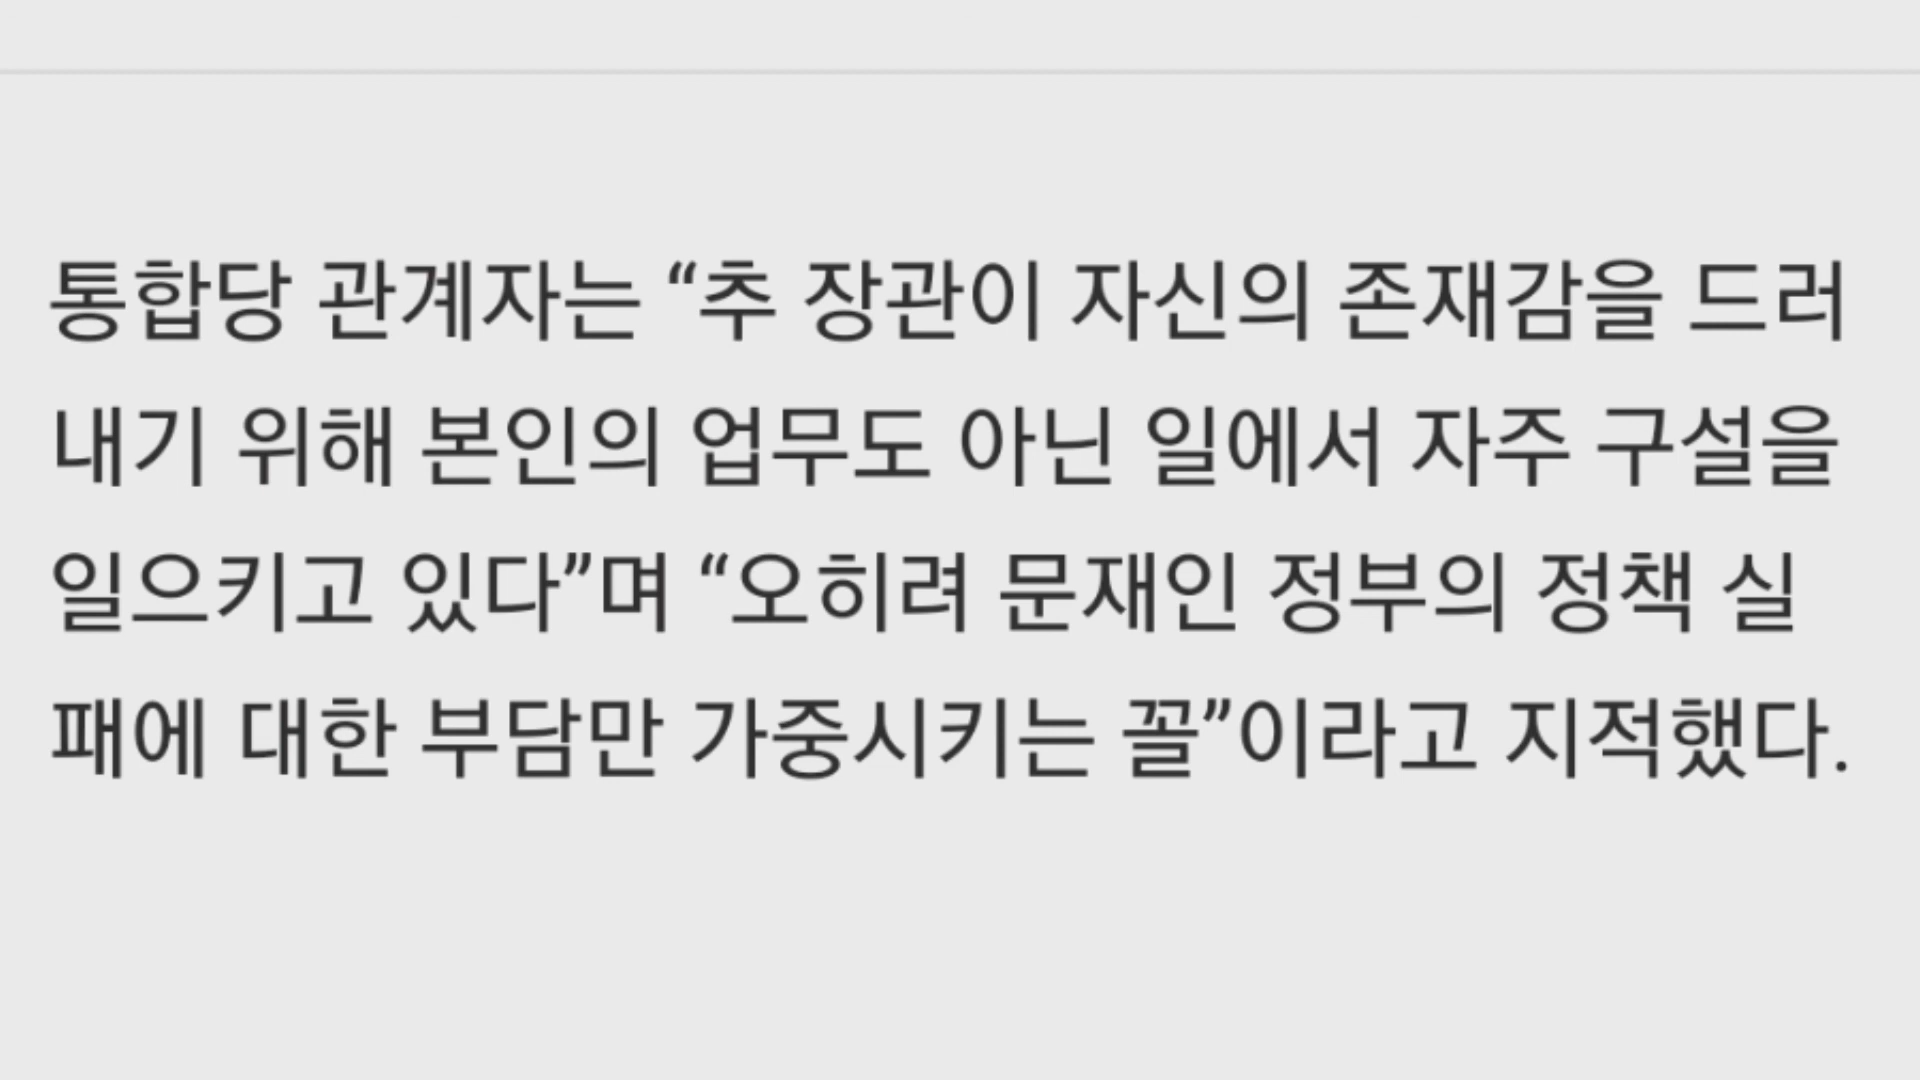 통합당 관계자는 “추 장관이 자신의 존재감을 드러
내기 위해 본인의 업무도 아닌 일에서 자주 구설을
일으키고 있다”며 “오히려 문재인 정부의 정책 실
패에 대한 부담만 가중시키는 꼴”이라고 지적했다.